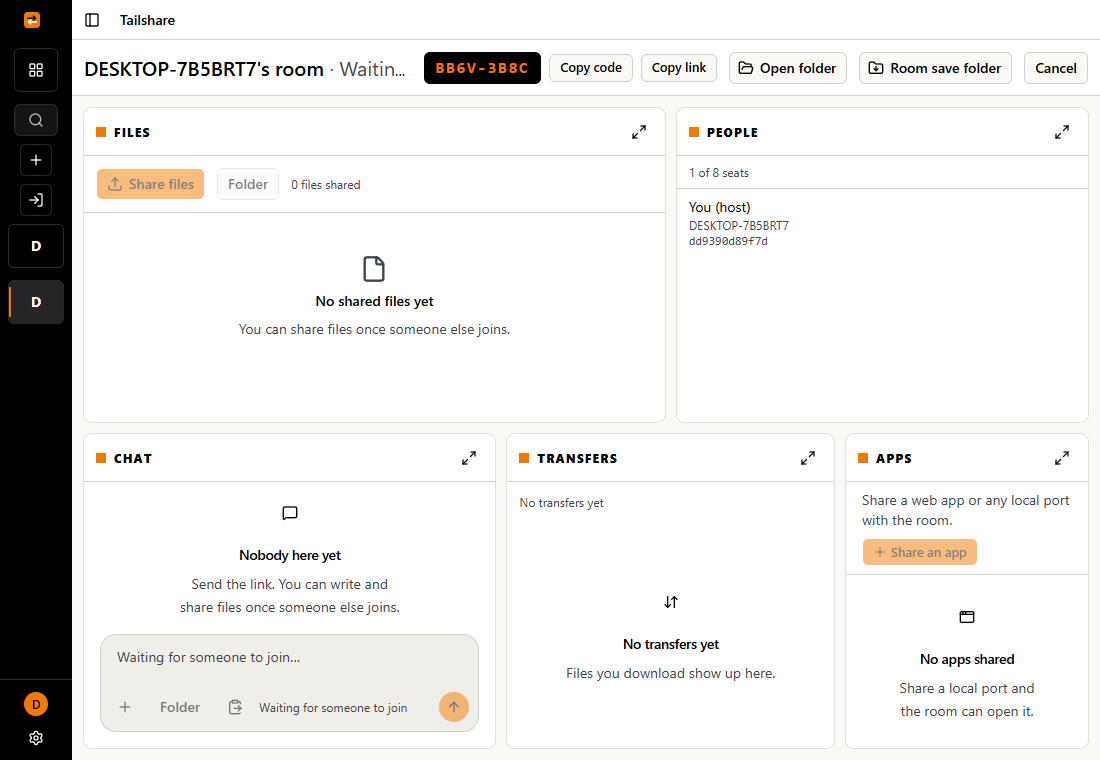 Tailshare
DESKTOP-7B5BRT7's room · Waitin...
BB6V-3B8C
Copy code
Copy link
Open folder
Room save folder
Cancel
FILES
Share files
Folder
0 files shared
No shared files yet
You can share files once someone else joins.
PEOPLE
1 of 8 seats
You (host)
DESKTOP-7B5BRT7
dd9390d89f7d
D
D
CHAT
Nobody here yet
Send the link. You can write and
share files once someone else joins.
Waiting for someone to join...
Folder
Waiting for someone to join
TRANSFERS
No transfers yet
No transfers yet
Files you download show up here.
APPS
Share a web app or any local port
with the room.
Share an app
No apps shared
Share a local port and
the room can open it.
D